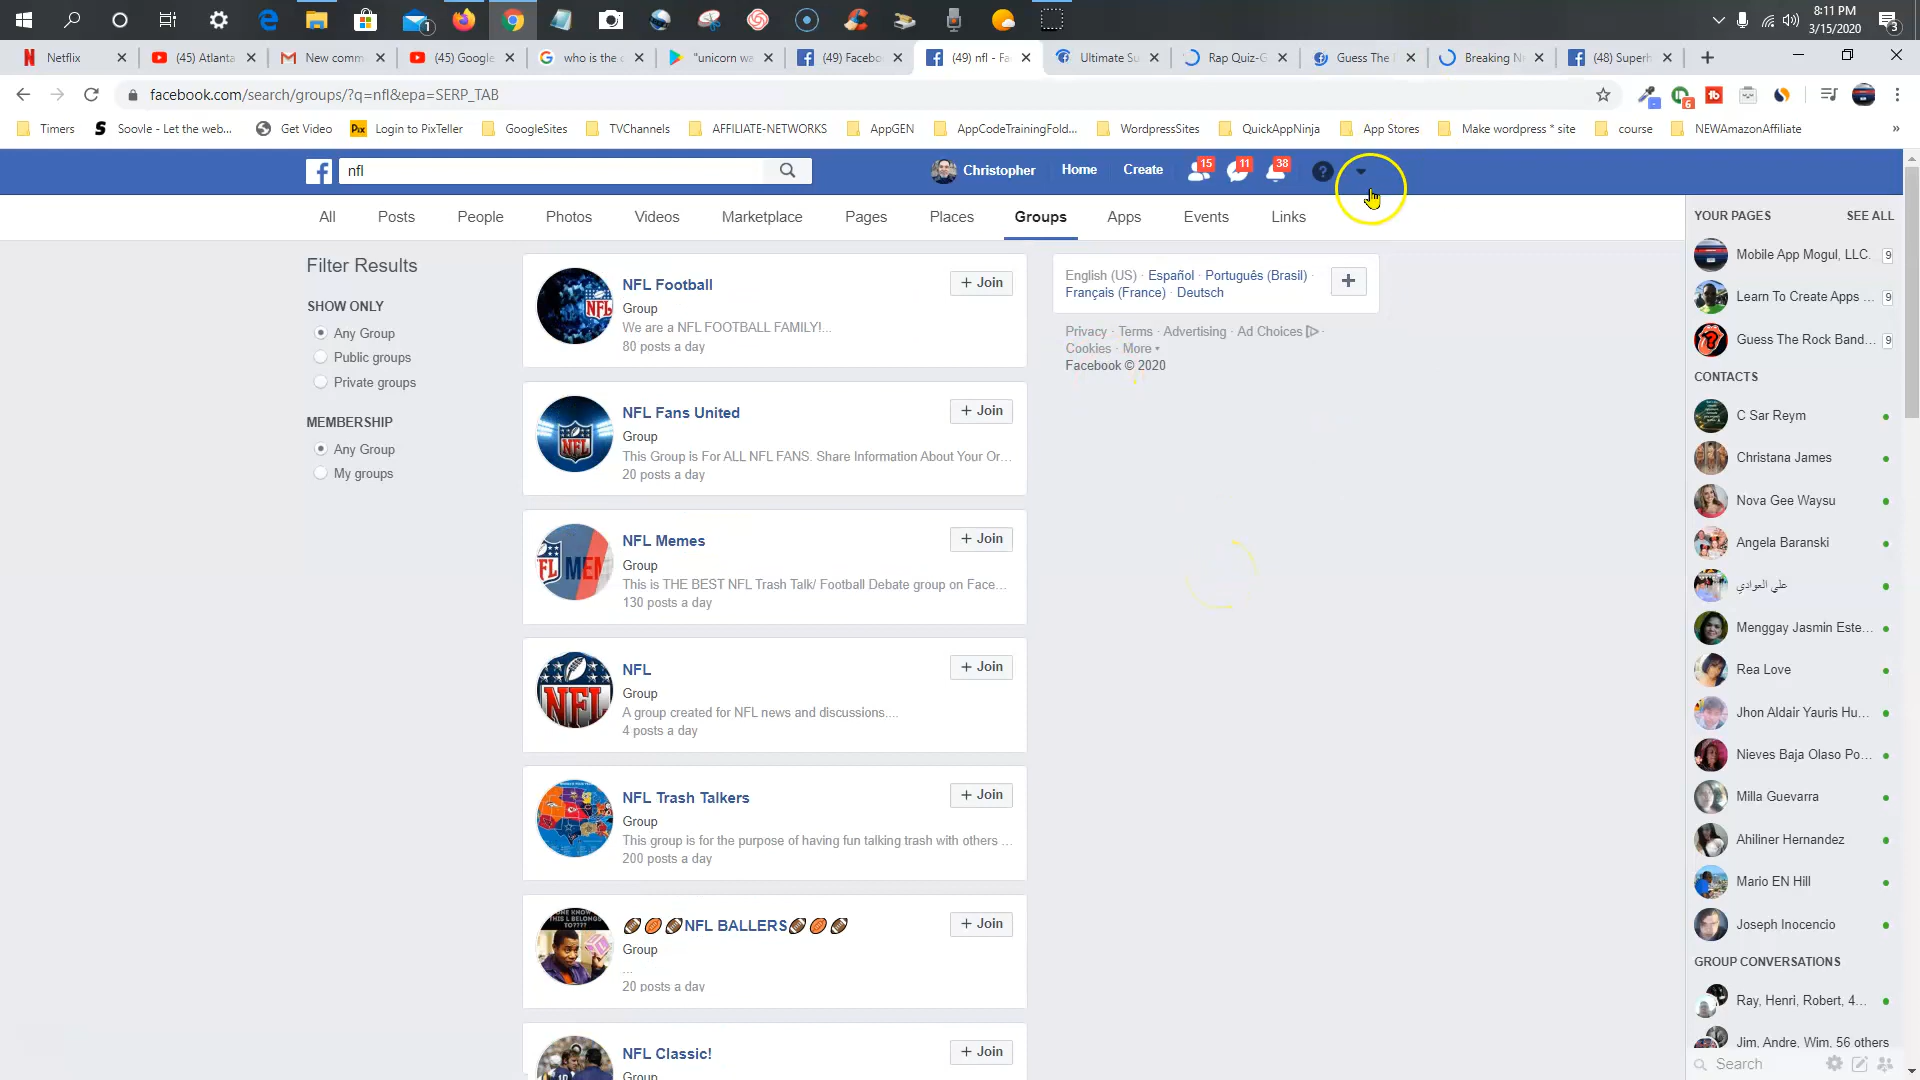 8:11 PM
3/15/2020
3
1
Netflix
(45) Atlanta
New comm
(45) Google
who is the c
"unicorn wa
(49) Facebo
(49) nfl - Fa
Ultimate Su
Rap Quiz-G
Guess The
Breaking N
(48) Superh
facebook.com/search/groups/?q=nfl&epa=SERP_TAB
6
Timers
Soovle - Let the web...
Get Video
Pix
Login to PixTeller
GoogleSites
TVChannels
AFFILIATE-NETWORKS
AppGEN
AppCodeTrainingFold...
WordpressSites
QuickAppNinja
App Stores
Make wordpress * site
course
NEWAmazonAffiliate
»
nfl
Christopher
Home
Create
15
11
38
All
Posts
People
Photos
Videos
Marketplace
Pages
Places
Groups
Apps
Events
Links
Filter Results
SHOW ONLY
Any Group
Public groups
Private groups
MEMBERSHIP
Any Group
My groups
NFL Football
Group
We are a NFL FOOTBALL FAMILY!...
80 posts a day
+ Join
NFL Fans United
Group
This Group is For ALL NFL FANS. Share Information About Your Or...
20 posts a day
+ Join
NFL Memes
Group
This is THE BEST NFL Trash Talk/ Football Debate group on Face...
130 posts a day
+ Join
NFL
Group
A group created for NFL news and discussions....
4 posts a day
+ Join
NFL Trash Talkers
Group
This group is for the purpose of having fun talking trash with others ...
200 posts a day
+ Join
🏈🏉🏈NFL BALLERS🏈🏉🏈
Group
...
20 posts a day
+ Join
NFL Classic!
Group
+ Join
English (US) · Español · Português (Brasil) ·
Français (France) · Deutsch
Privacy · Terms · Advertising · Ad Choices ·
Cookies · More
Facebook © 2020
YOUR PAGES
SEE ALL
Mobile App Mogul, LLC.
9
Learn To Create Apps ...
9
Guess The Rock Band...
9
CONTACTS
C Sar Reym
Christana James
Nova Gee Waysu
Angela Baranski
علي العوادي
Menggay Jasmin Este...
Rea Love
Jhon Aldair Yauris Hu...
Nieves Baja Olaso Po...
Milla Guevarra
Ahiliner Hernandez
Mario EN Hill
Joseph Inocencio
GROUP CONVERSATIONS
Ray, Henri, Robert, 4...
Jim, Andre, Wim, 56 others
Search